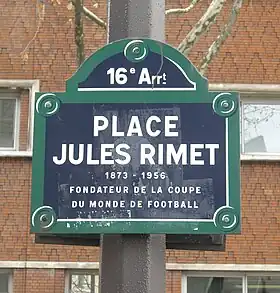 16e Arrt
PLACE
JULES RIMET
1873 - 1956
FONDATEUR DE LA COUPE
DU MONDE DE FOOTBALL